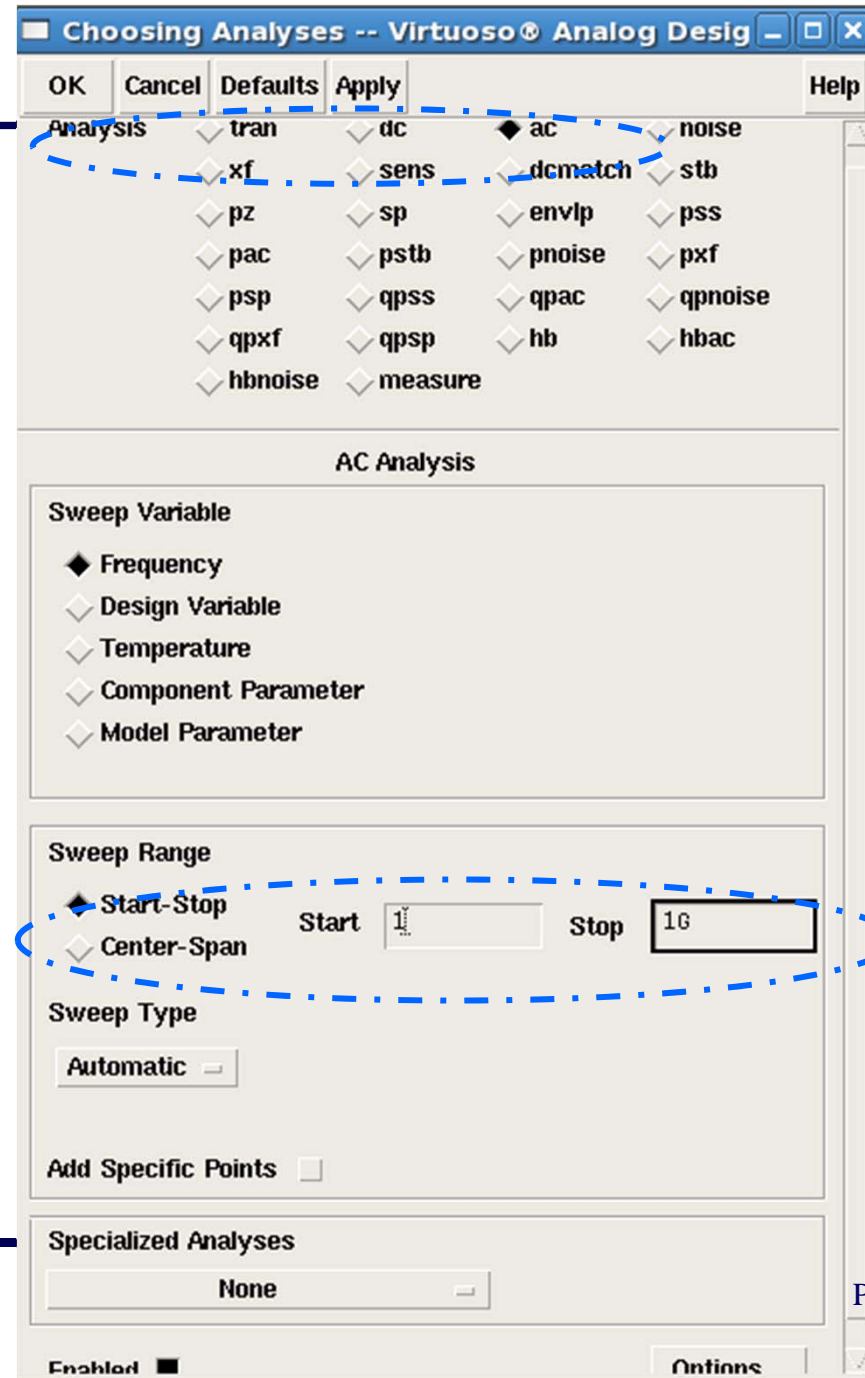 Choosing Analyses -- Virtuoso® Analog Desig
OK Cancel Defaults Apply Help
Analysis tran dc ac noise
xf sens dcmatch stb
pz sp envlp pss
pac pstb pnoise pxf
psp qpss qpac qpnoise
qpxf qpsp hb hbac
hbnoise measure
AC Analysis
Sweep Variable
Frequency
Design Variable
Temperature
Component Parameter
Model Parameter
Sweep Range
Start-Stop
Start 1 Stop 1G
Center-Span
Sweep Type
Automatic
Add Specific Points
Specialized Analyses
None
P
Enabled Options